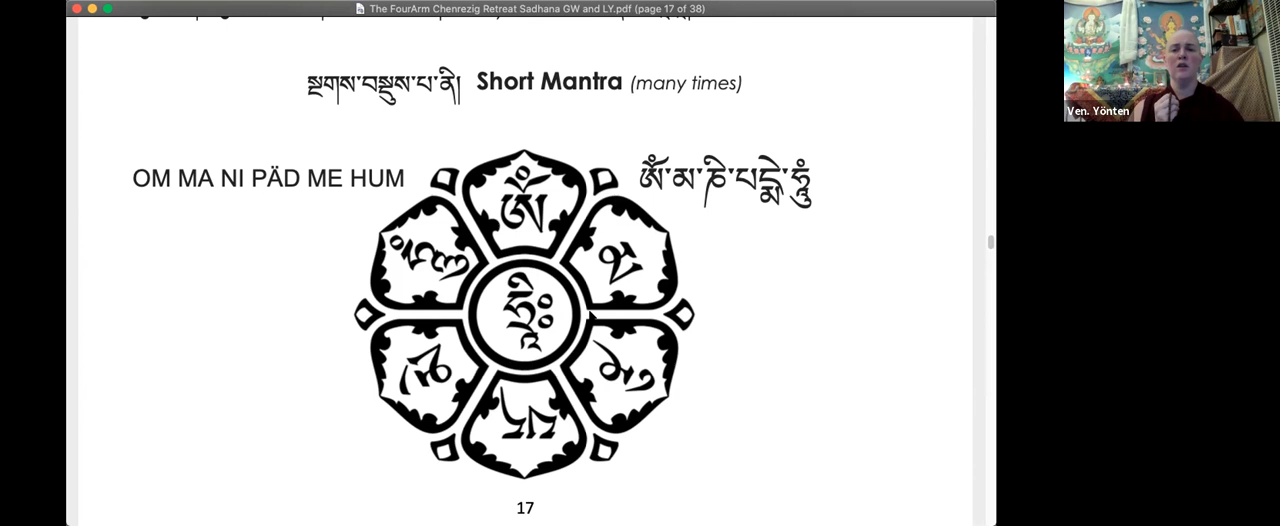 The FourArm Chenrezig Retreat Sadhana GW and LY.pdf (page 17 of 38)
སྔགས་བསྡུས་པ་ནི། Short Mantra (many times)
Ven. Yönten
OM MA NI PÄD ME HUM
ཨོཾ་མ་ཎི་པདྨེ་ཧཱུྃ
ཨོཾ
ཧྲཱིཿ
17